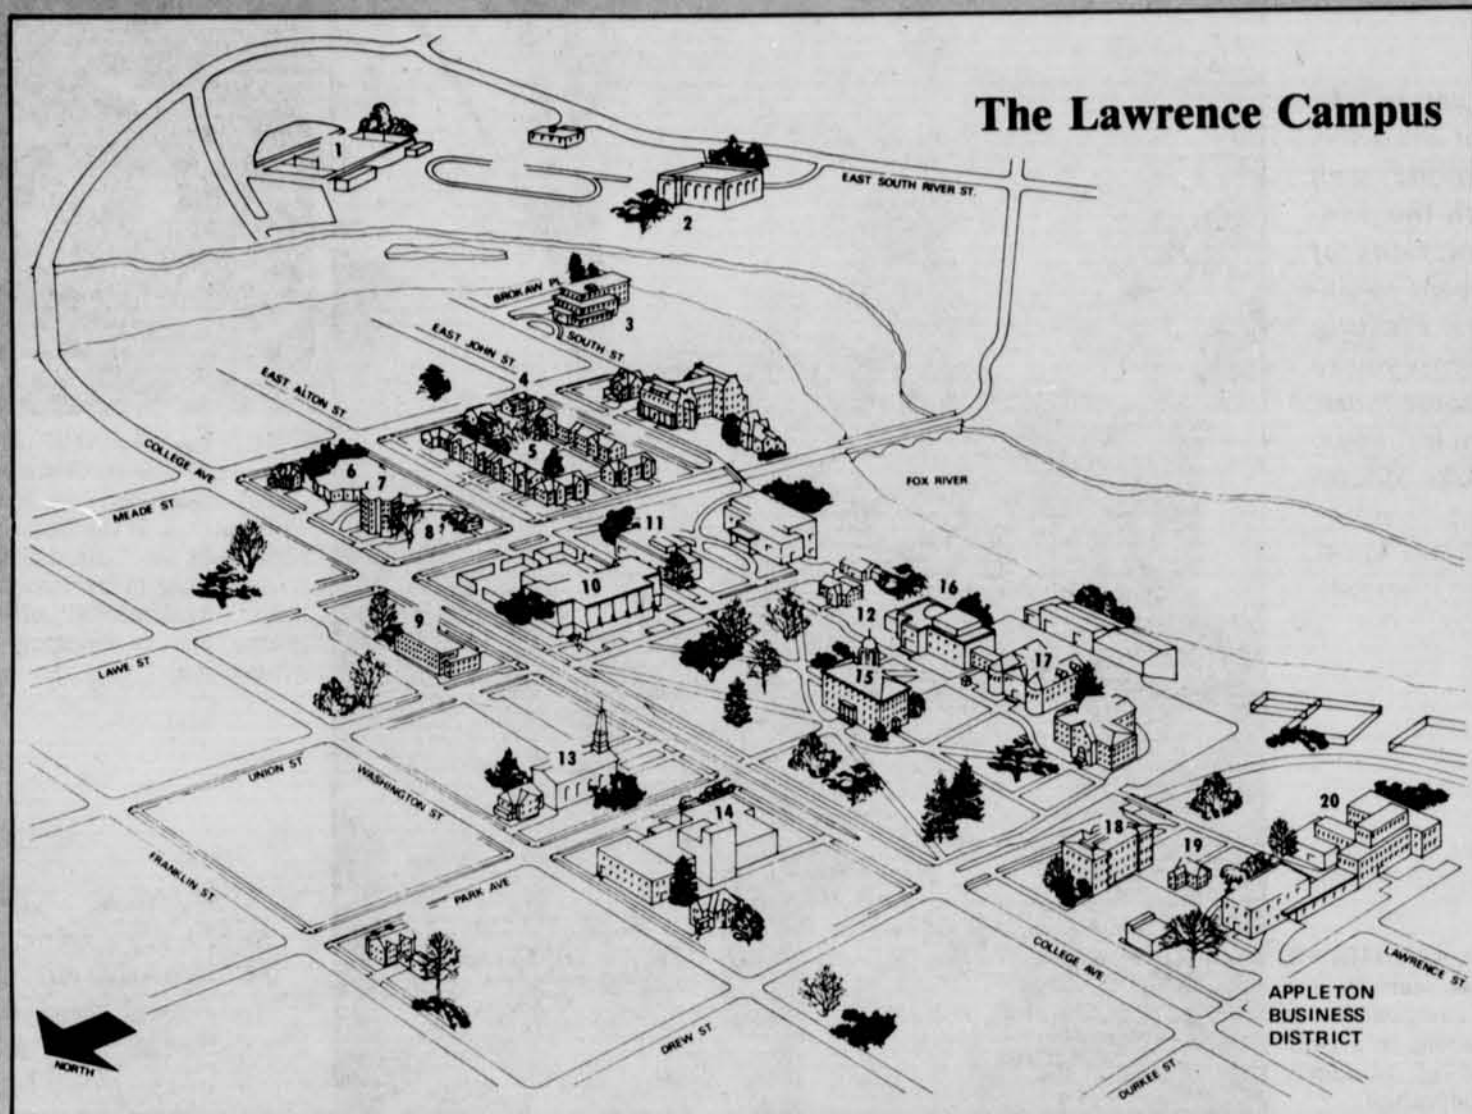 The Lawrence Campus
1
2
EAST SOUTH RIVER ST.
BROKAW PL.
3
SOUTH ST.
EAST JOHN ST
4
EAST ALTON ST
5
COLLEGE AVE
6
7
8
MEADE ST.
FOX RIVER
11
10
9
12
16
LAWE ST.
15
17
13
UNION ST
WASHINGTON ST.
14
18
19
20
FRANKLIN ST.
PARK AVE
COLLEGE AVE.
LAWRENCE ST.
APPLETON
BUSINESS
DISTRICT
DREW ST.
DURKEE ST.
NORTH